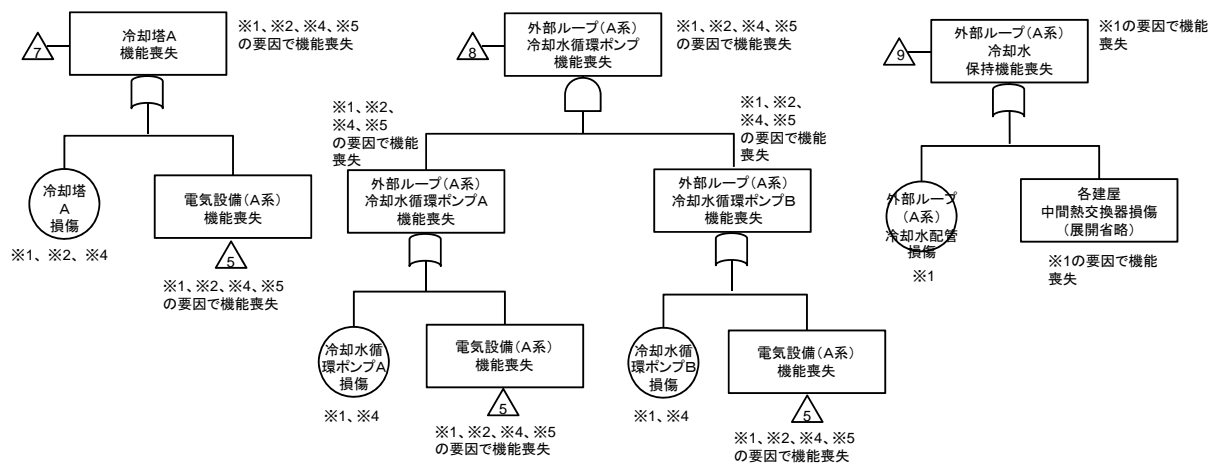 7
冷却塔A
機能喪失
※1、※2、※4、※5
の要因で機能喪失
冷却塔
A
損傷
※1、※2、※4
電気設備(A系)
機能喪失
5
※1、※2、※4、※5
の要因で機能喪失
8
外部ループ(A系)
冷却水循環ポンプ
機能喪失
※1、※2、※4、※5
の要因で機能喪失
※1、※2、
※4、※5
の要因で機能
喪失
外部ループ(A系)
冷却水循環ポンプA
機能喪失
冷却水循
環ポンプA
損傷
※1、※4
電気設備(A系)
機能喪失
5
※1、※2、※4、※5
の要因で機能喪失
※1、※2、
※4、※5
の要因で機能
喪失
外部ループ(A系)
冷却水循環ポンプB
機能喪失
冷却水循
環ポンプB
損傷
※1、※4
電気設備(A系)
機能喪失
5
※1、※2、※4、※5
の要因で機能喪失
9
外部ループ(A系)
冷却水
保持機能喪失
※1の要因で機能
喪失
外部ループ
(A系)
冷却水配管
損傷
※1
各建屋
中間熱交換器損傷
(展開省略)
※1の要因で機能
喪失